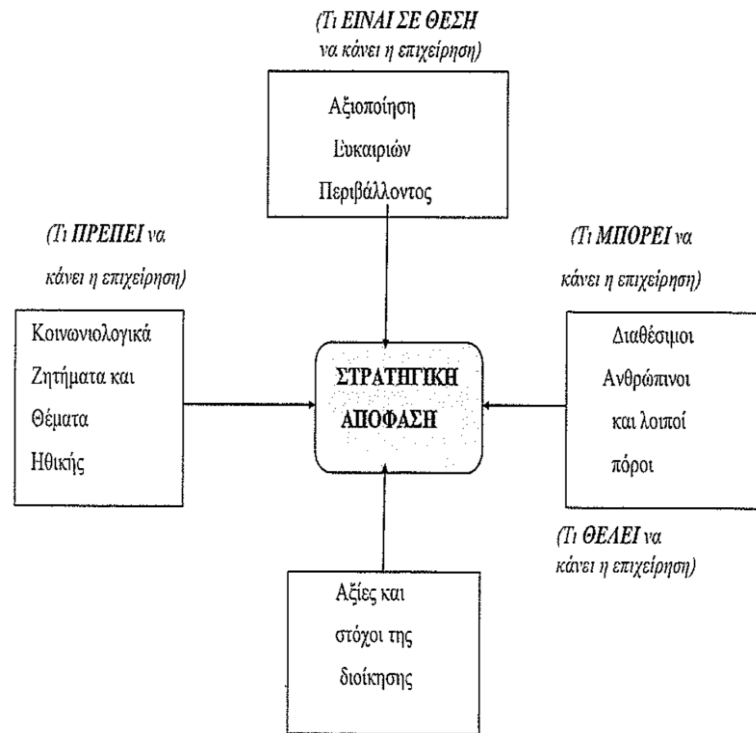 (Τι ΕΙΝΑΙ ΣΕ ΘΕΣΗ
να κάνει η επιχείρηση)
Αξιοποίηση
Ευκαιριών
Περιβάλλοντος
(Τι ΠΡΕΠΕΙ να
κάνει η επιχείρηση)
Κοινωνιολογικά
Ζητήματα και
Θέματα
Ηθικής
ΣΤΡΑΤΗΓΙΚΗ
ΑΠΟΦΑΣΗ
(Τι ΜΠΟΡΕΙ να
κάνει η επιχείρηση)
Διαθέσιμοι
Ανθρώπινοι
και λοιποί
πόροι
(Τι ΘΕΛΕΙ να
κάνει η επιχείρηση)
Αξίες και
στόχοι της
διοίκησης